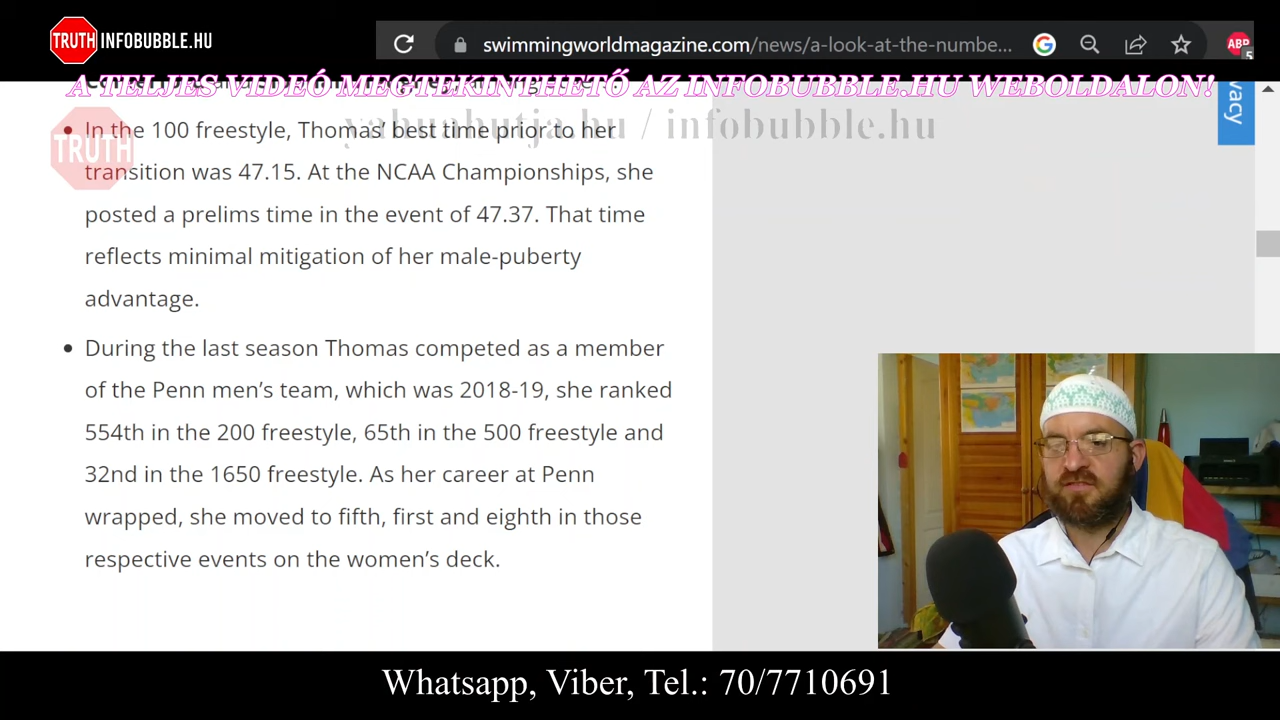 TRUTH INFOBUBBLE.HU
swimmingworldmagazine.com/news/a-look-at-the-numbe...
ABP
5
A TELJES VIDEÓ MEGTEKINTHETŐ AZ INFOBUBBLE.HU WEBOLDALON!
vacy
/ infobubble.hu
TRUTH
• In the 100 freestyle, Thomas' best time prior to her
transition was 47.15. At the NCAA Championships, she
posted a prelims time in the event of 47.37. That time
reflects minimal mitigation of her male-puberty
advantage.
• During the last season Thomas competed as a member
of the Penn men's team, which was 2018-19, she ranked
554th in the 200 freestyle, 65th in the 500 freestyle and
32nd in the 1650 freestyle. As her career at Penn
wrapped, she moved to fifth, first and eighth in those
respective events on the women's deck.
Whatsapp, Viber, Tel.: 70/7710691